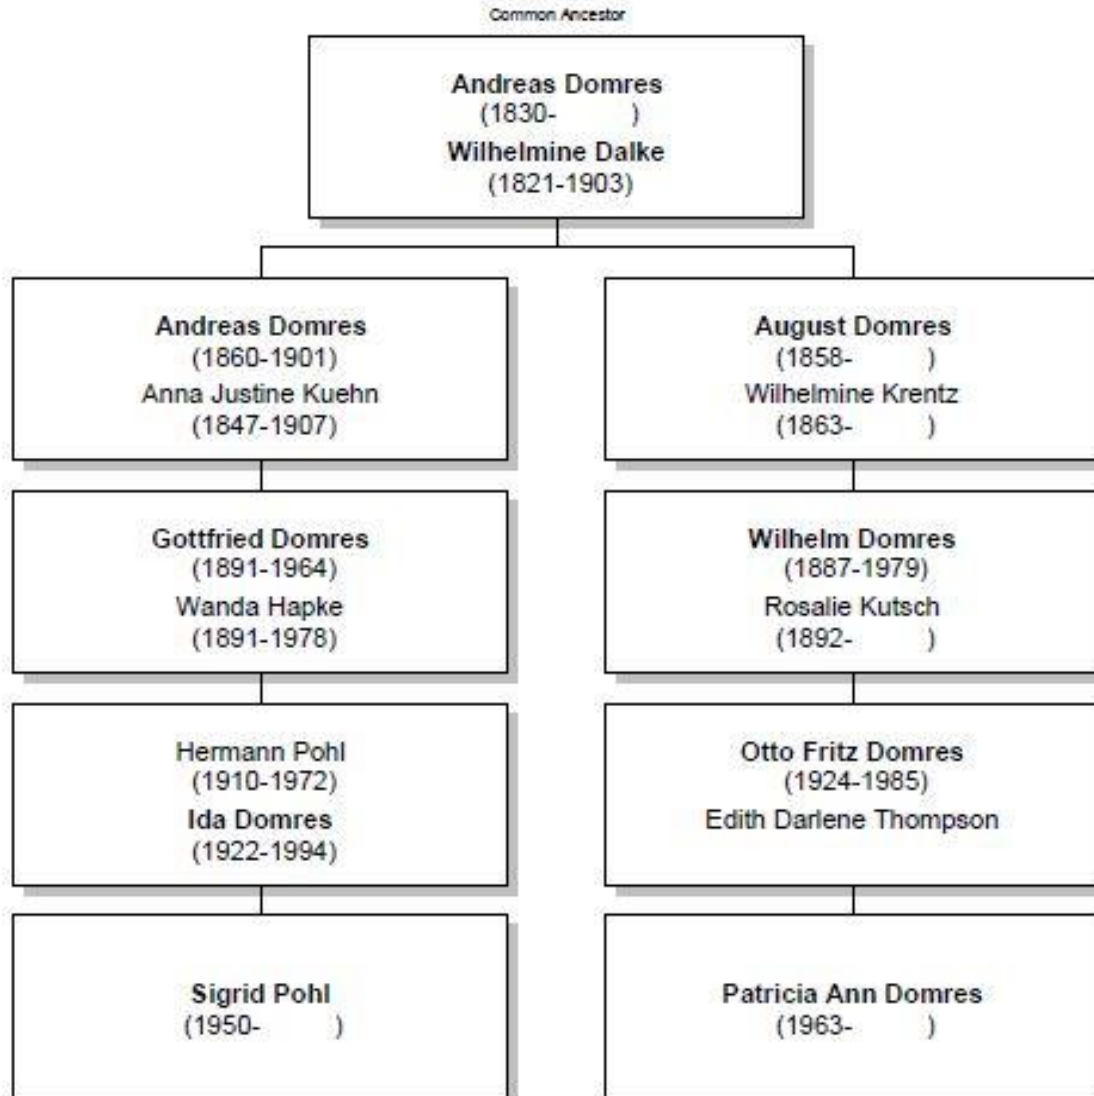 Common Ancestor
Andreas Domres
(1830- )
Wilhelmine Dalke
(1821-1903)
Andreas Domres
(1860-1901)
Anna Justine Kuehn
(1847-1907)
August Domres
(1858- )
Wilhelmine Krentz
(1863- )
Gottfried Domres
(1891-1964)
Wanda Hapke
(1891-1978)
Wilhelm Domres
(1887-1979)
Rosalie Kutsch
(1892- )
Hermann Pohl
(1910-1972)
Ida Domres
(1922-1994)
Otto Fritz Domres
(1924-1985)
Edith Darlene Thompson
Sigrid Pohl
(1950- )
Patricia Ann Domres
(1963- )